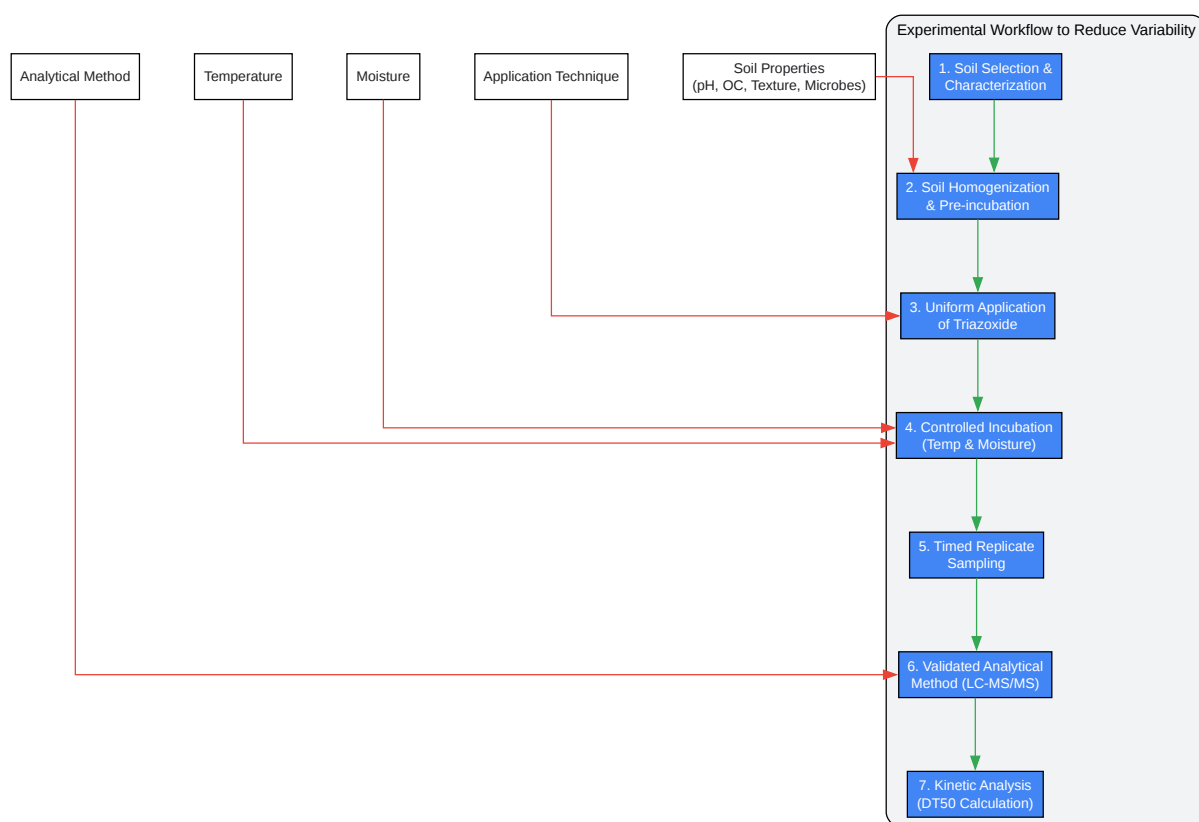 Experimental Workflow to Reduce Variability
Analytical Method
Temperature
Moisture
Application Technique
Soil Properties
(pH, OC, Texture, Microbes)
1. Soil Selection &
Characterization
2. Soil Homogenization
& Pre-incubation
3. Uniform Application
of Triazoxide
4. Controlled Incubation
(Temp & Moisture)
5. Timed Replicate
Sampling
6. Validated Analytical
Method (LC-MS/MS)
7. Kinetic Analysis
(DT50 Calculation)